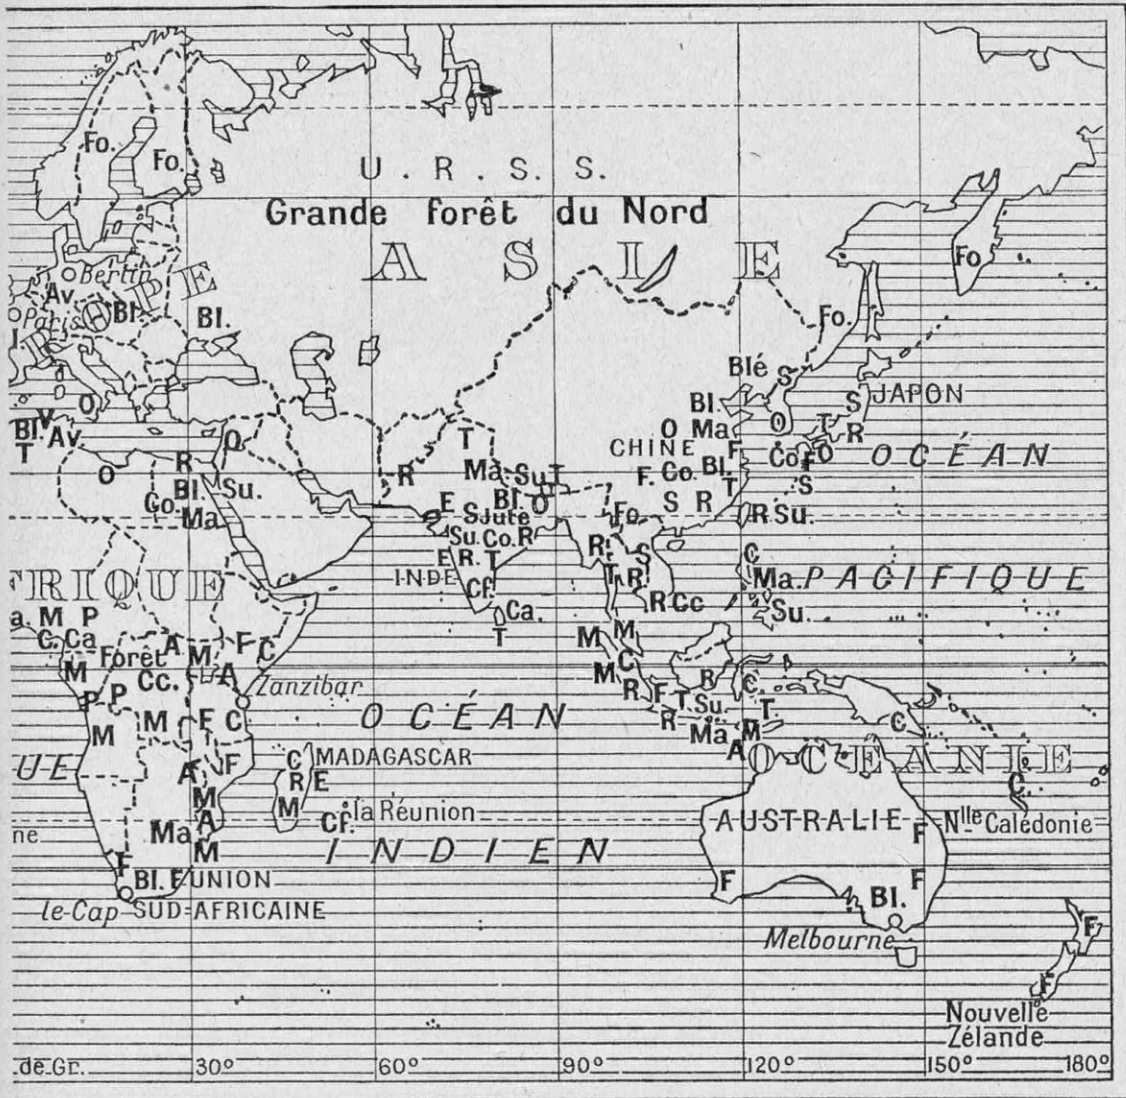 Fo.
Fo.
U. R. S. S.
Grande forêt du Nord
ASIE
Fo.
Berlin
Av.
PE
Paris
H
Bl.
Bl.
Fo.
Blé
S
JAPON
S
Bl.
O
Bl.
V
Av
T
O
T
O
Ma
O
T
R
CHINE
F
OCÉAN
O
R
R
Ma
Su
T
F.
Co.
Bl.
T
Co
F
O
S
Co.
Bl.
Su.
E
Bl.
O
S
R
Ma
S
Jute
Fo.
R
Su.
Su.
Co.
R
E
R.
T
R
S
C
FRIQUE
INDE
T
R
Ma.
PACIFIQUE
Cf.
R
Cc
Su.
a.
M
P
Ca.
T
C.
Ca
M
M
Forêt
A
M
F
C
C
M
Cc.
A
M
R
F
R
C
P
P
Zanzibar
T
Su.
T
M
F
C
OCÉAN
R
Ma
M
C
M
A
OCÉANIE
UE
A
F
C
MADAGASCAR
R
E
C
M
M
la Réunion
Cf.
AUSTRALIE
F
Nlle Calédonie
ne
Ma
A
M
INDIEN
F
Bl.
F
UNION
F
F
le-Cap
SUD=AFRICAINE
Bl.
Melbourne
F
F
Nouvelle
Zélande
de Gr.
30°
60°
90°
120°
150°
180°